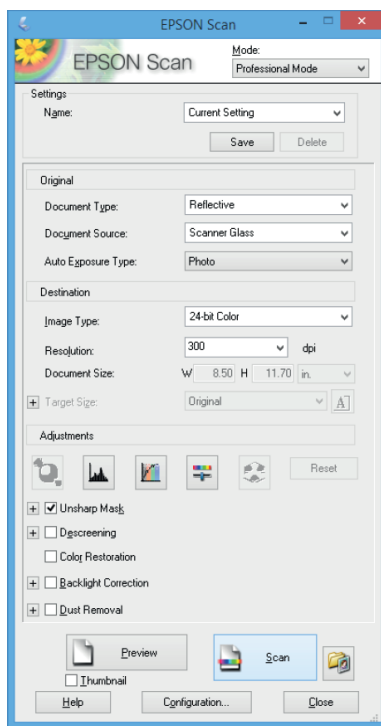 EPSON Scan
EPSON Scan
Mode:
Professional Mode
Settings
Name: Current Setting
Save Delete
Original
Document Type: Reflective
Document Source: Scanner Glass
Auto Exposure Type: Photo
Destination
Image Type: 24-bit Color
Resolution: 300 dpi
Document Size: W 8.50 H 11.70 in.
Target Size: Original A
Adjustments
Reset
Unsharp Mask
Descreening
Color Restoration
Backlight Correction
Dust Removal
Preview Scan
Thumbnail
Help Configuration... Close